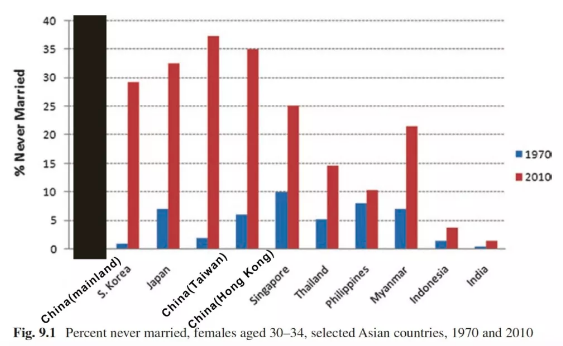 40
35
30
25
20
15
10
5
0
% Never Married
1970
2010
China(mainland)
S. Korea
Japan
China(Taiwan)
China(Hong Kong)
Singapore
Thailand
Philippines
Myanmar
Indonesia
India
Fig. 9.1 Percent never married, females aged 30–34, selected Asian countries, 1970 and 2010